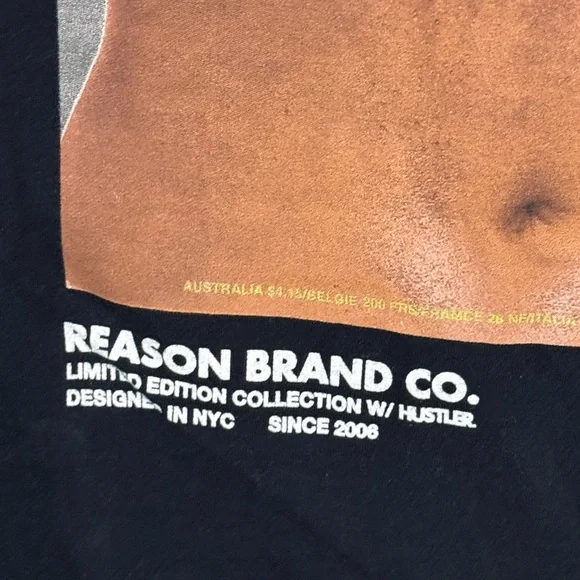 AUSTRALIA $4.15/BELGIE 200 FRS/FRANCE 28 NF/ITALIA
REASON BRAND CO.
LIMITED EDITION COLLECTION W/ HUSTLER.
DESIGNED IN NYC SINCE 2006